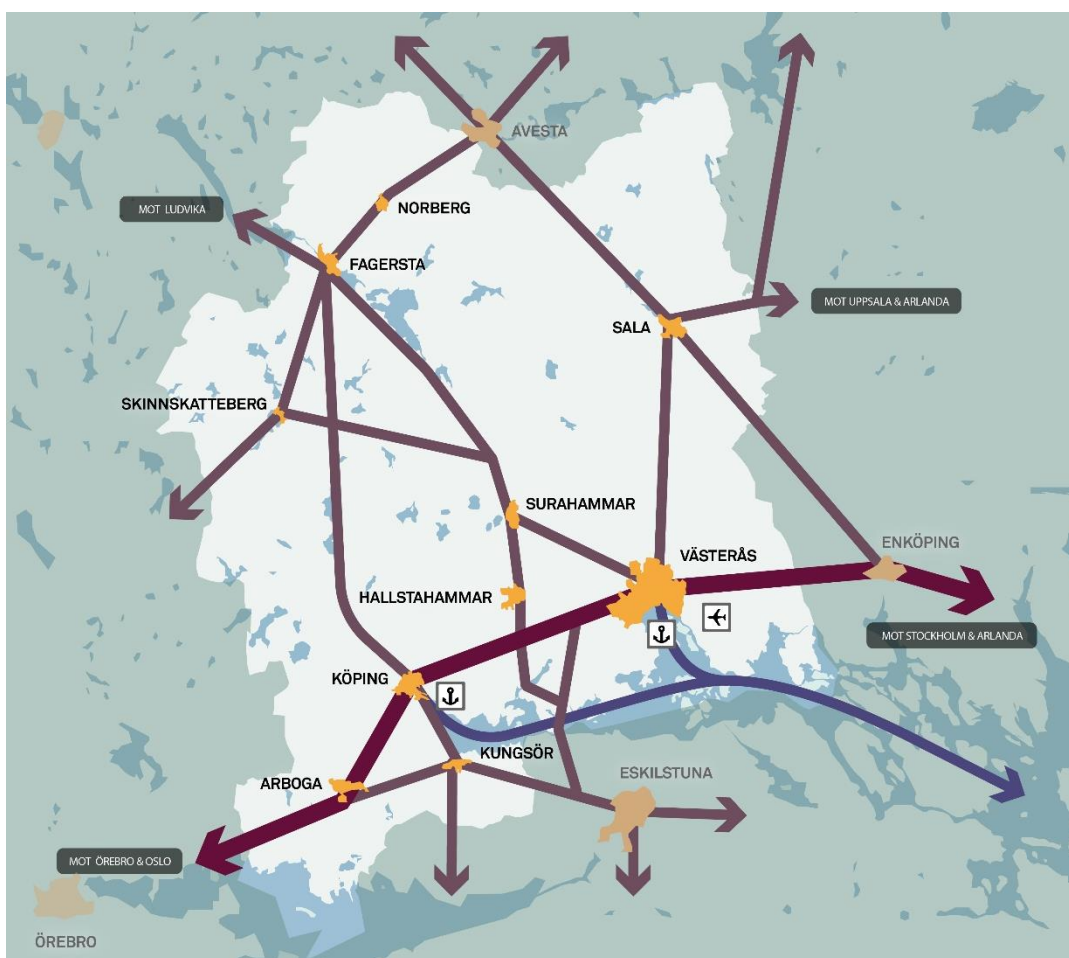 AVESTA
NORBERG
MOT LUDVIKA
FAGERSTA
MOT UPPSALA & ARLANDA
SALA
SKINNSKATTEBERG
SURAHAMMAR
ENKÖPING
VÄSTERÅS
HALLSTAHAMMAR
MOT STOCKHOLM & ARLANDA
KÖPING
KUNGSÖR
ESKILSTUNA
ARBOGA
MOT ÖREBRO & OSLO
ÖREBRO